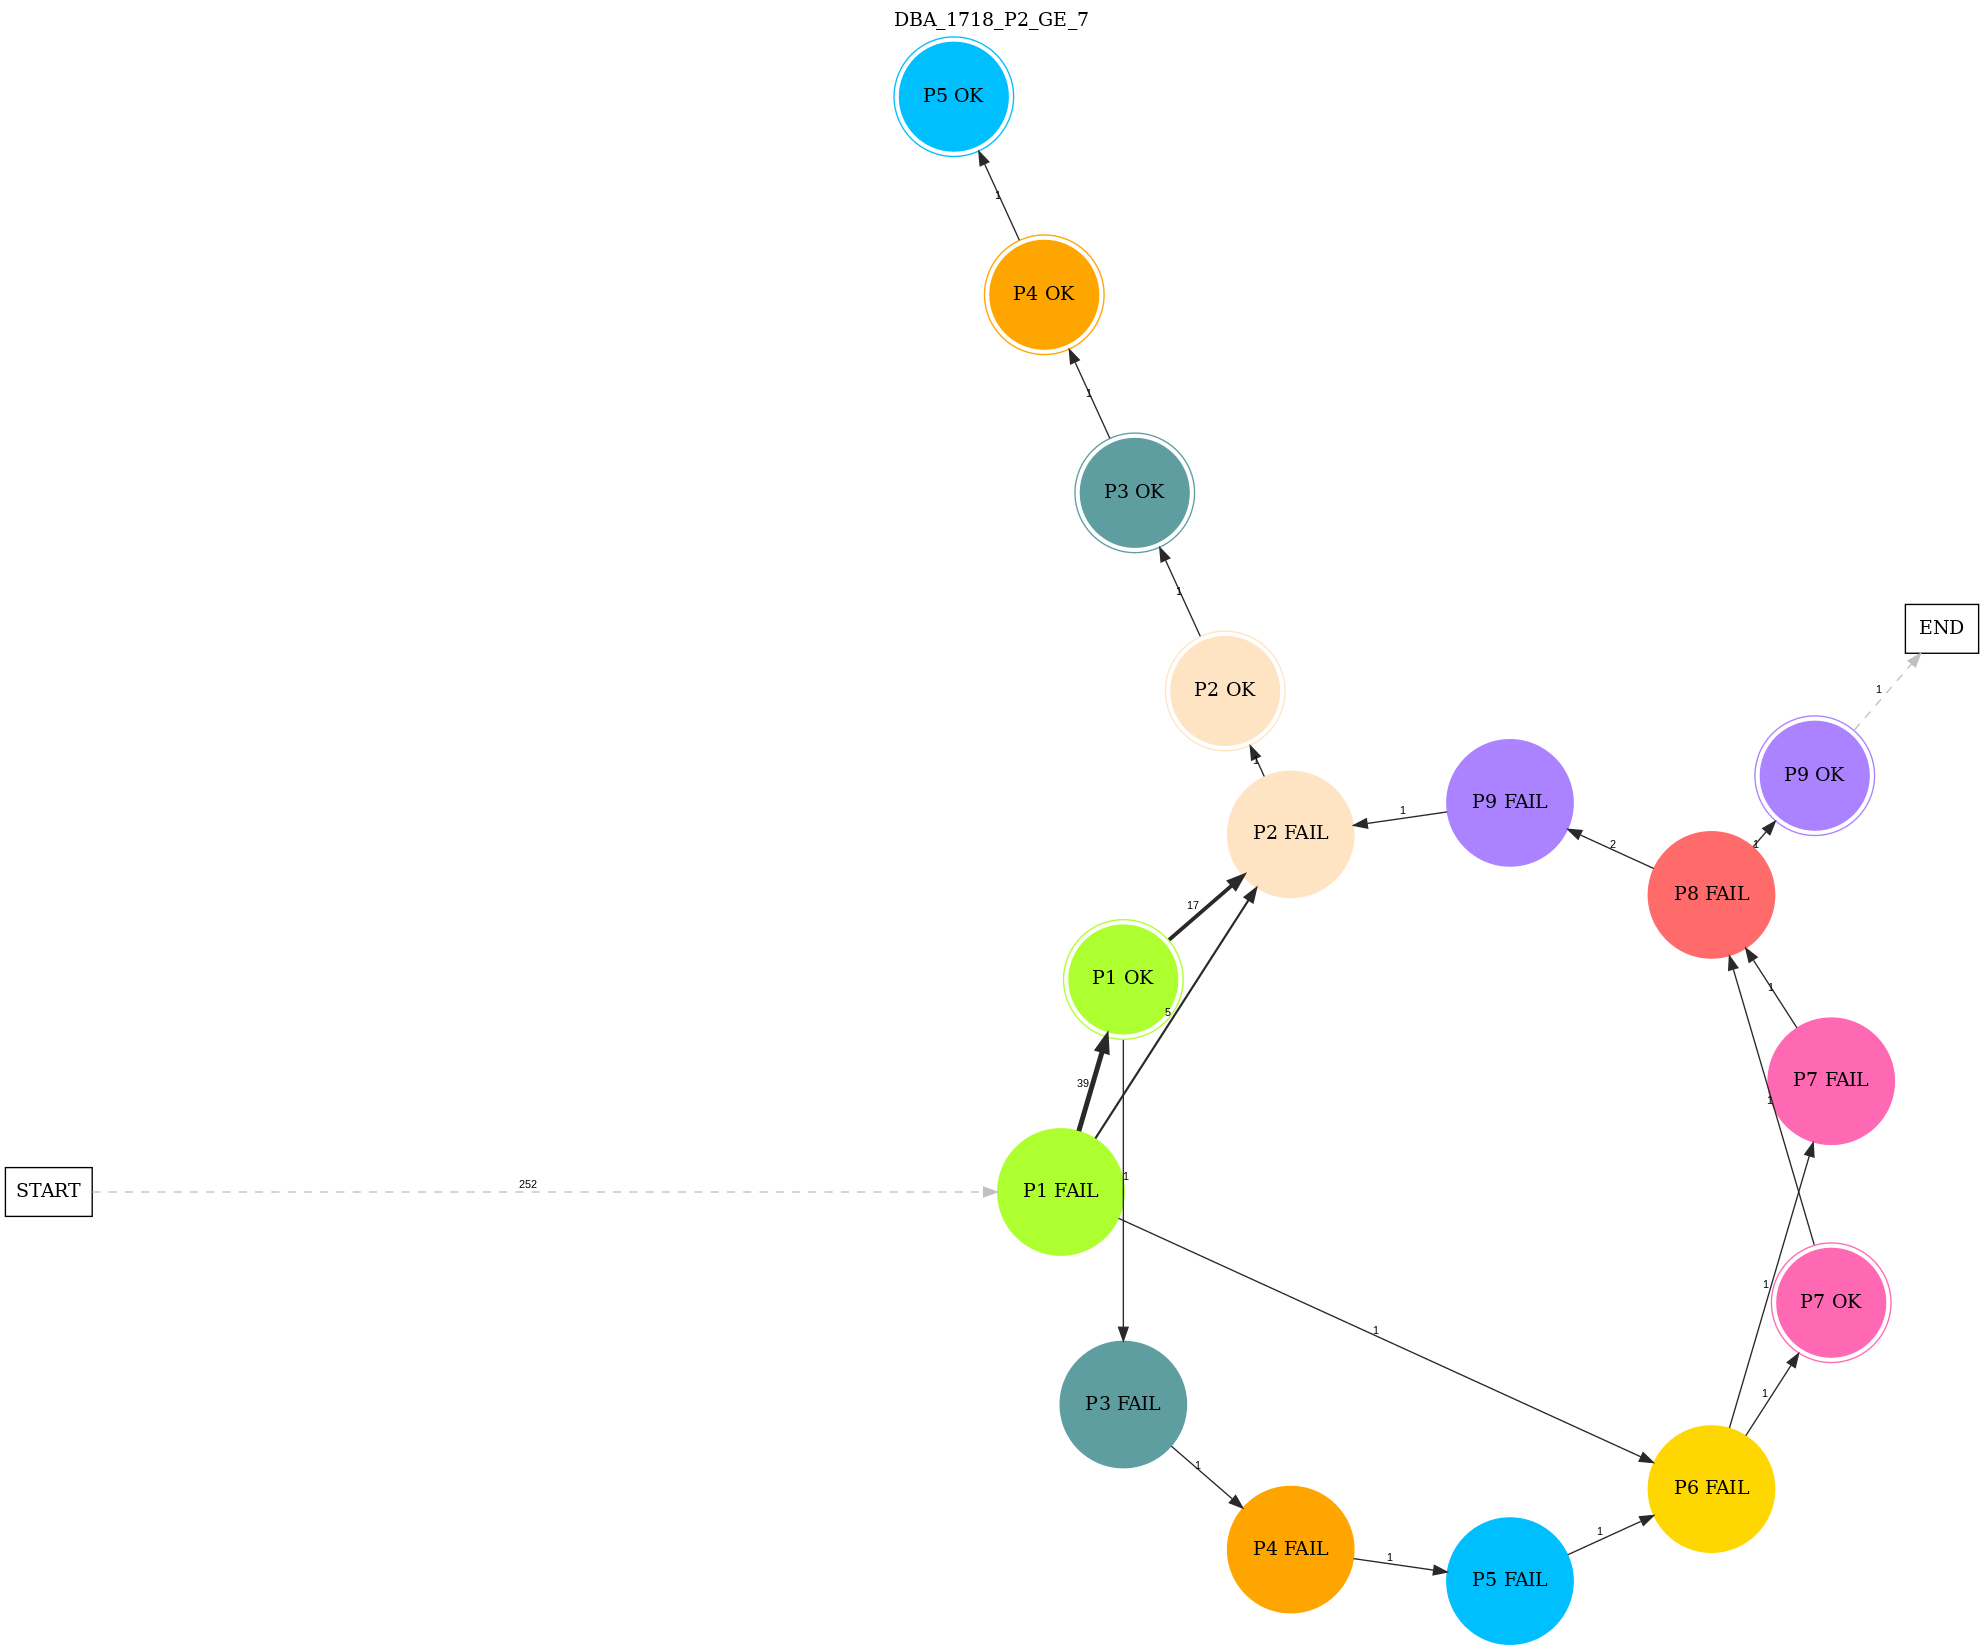 DBA_1718_P2_GE_7
P5 OK
1
P4 OK
1
P3 OK
1
END
P2 OK
1
1
P9 OK
P9 FAIL
P2 FAIL
1
2
1
P8 FAIL
17
P1 OK
1
5
P7 FAIL
39
1
1
START
252
P1 FAIL
1
1
P7 OK
1
P3 FAIL
1
1
P6 FAIL
P4 FAIL
1
1
P5 FAIL